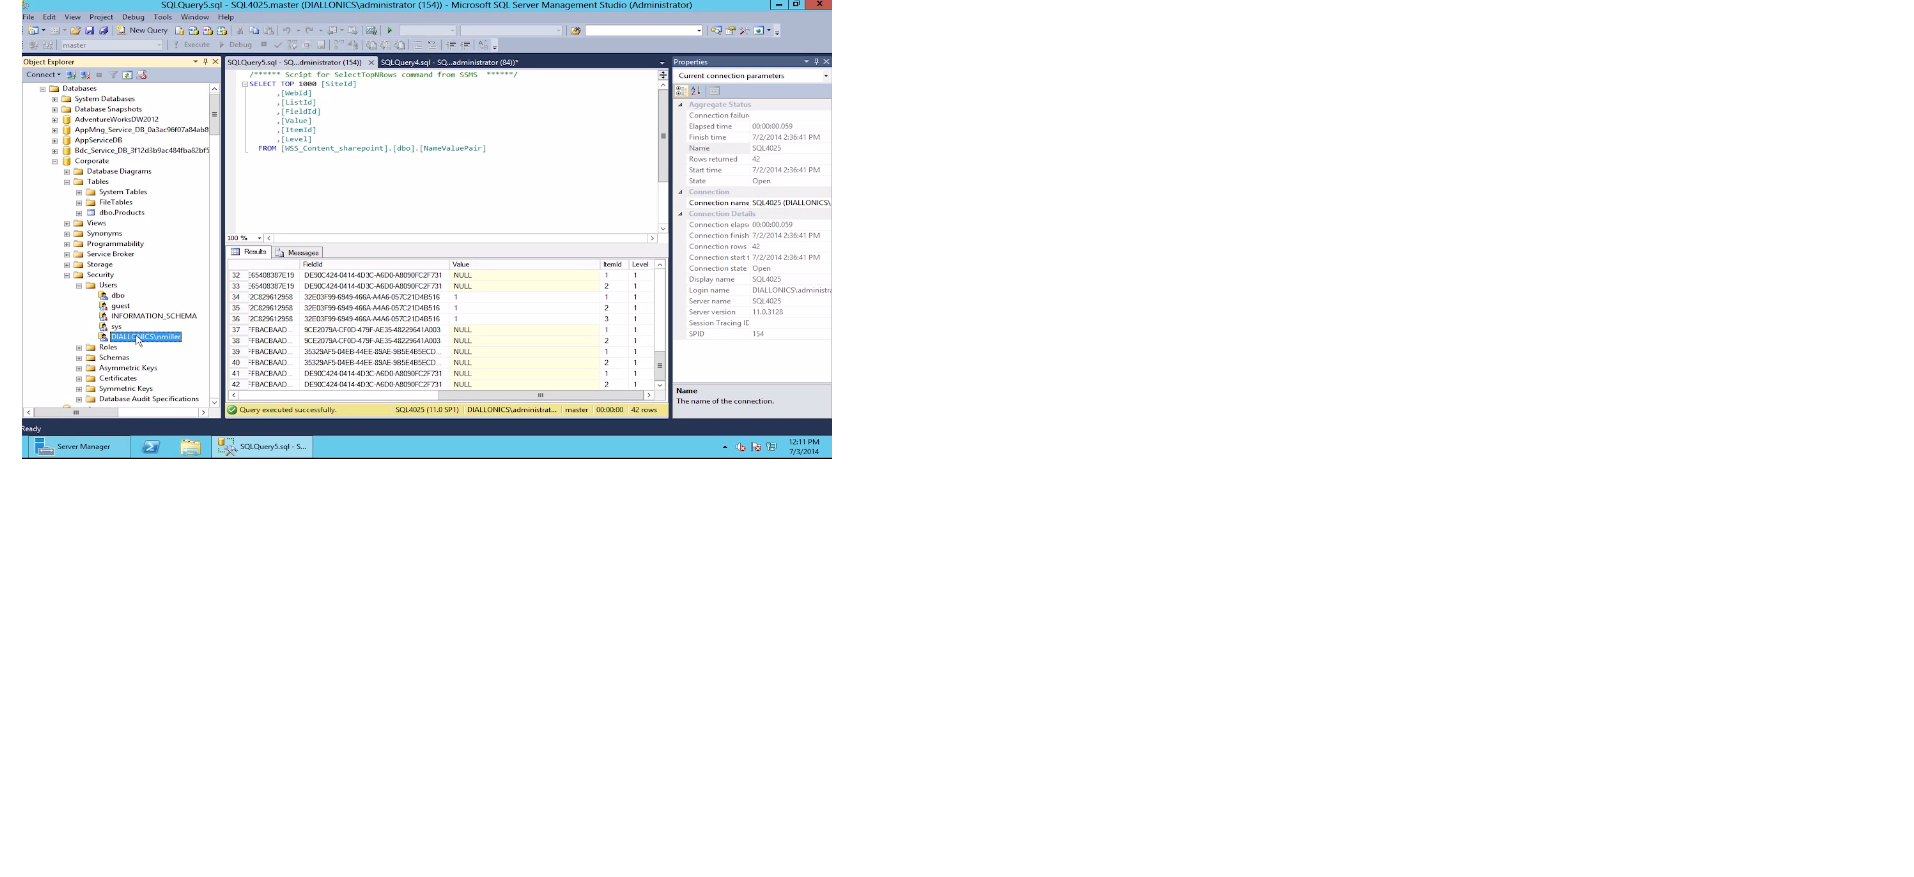 SQLQuery5.sql - SQL4025.master (DIALLONICS\administrator (154)) - Microsoft SQL Server Management Studio (Administrator)
File Edit View Project Debug Tools Window Help
New Query
master Execute Debug
Object Explorer
Connect
Databases
System Databases
Database Snapshots
AdventureWorksDW2012
AppMng_Service_DB_0a3ac96f07a84ab8
AppServiceDB
Bdc_Service_DB_3f12d3b9ac484fba82bf5
Corporate
Database Diagrams
Tables
System Tables
FileTables
dbo.Products
Views
Synonyms
Programmability
Service Broker
Storage
Security
Users
dbo
guest
INFORMATION_SCHEMA
sys
DIALLONICS\nmiller
Roles
Schemas
Asymmetric Keys
Certificates
Symmetric Keys
Database Audit Specifications
SQLQuery5.sql - SQ...dministrator (154)) SQLQuery4.sql - SQ...administrator (84))*
/****** Script for SelectTopNRows command from SSMS ******/
SELECT TOP 1000 [SiteId]
,[WebId]
,[ListId]
,[FieldId]
,[Value]
,[ItemId]
,[Level]
FROM [WSS_Content_sharepoint].[dbo].[NameValuePair]
100 %
Results Messages
FieldId Value ItemId Level
32 365408387E19 DE90C424-0414-4D3C-A6D0-A8090FC2F731 NULL 1 1
33 365408387E19 DE90C424-0414-4D3C-A6D0-A8090FC2F731 NULL 2 1
34 2C829612958 32E03F99-6949-466A-A4A6-057C21D4B516 1 1 1
35 2C829612958 32E03F99-6949-466A-A4A6-057C21D4B516 1 2 1
36 2C829612958 32E03F99-6949-466A-A4A6-057C21D4B516 1 3 1
37 FFBACBAAD... 9CE2079A-CF0D-479F-AE35-48229641A003 NULL 1 1
38 FFBACBAAD... 9CE2079A-CF0D-479F-AE35-48229641A003 NULL 2 1
39 FFBACBAAD... 35329AF5-04EB-44EE-89AE-9B5E4B5ECD... NULL 1 1
40 FFBACBAAD... 35329AF5-04EB-44EE-89AE-9B5E4B5ECD... NULL 2 1
41 FFBACBAAD... DE90C424-0414-4D3C-A6D0-A8090FC2F731 NULL 1 1
42 FFBACBAAD... DE90C424-0414-4D3C-A6D0-A8090FC2F731 NULL 2 1
Query executed successfully. SQL4025 (11.0 SP1) DIALLONICS\administrat... master 00:00:00 42 rows
Properties
Current connection parameters
Aggregate Status
Connection failur
Elapsed time 00:00:00.059
Finish time 7/2/2014 2:36:41 PM
Name SQL4025
Rows returned 42
Start time 7/2/2014 2:36:41 PM
State Open
Connection
Connection name SQL4025 (DIALLONICS\
Connection Details
Connection elaps 00:00:00.059
Connection finish 7/2/2014 2:36:41 PM
Connection rows 42
Connection start t 7/2/2014 2:36:41 PM
Connection state Open
Display name SQL4025
Login name DIALLONICS\administra
Server name SQL4025
Server version 11.0.3128
Session Tracing ID
SPID 154
Name
The name of the connection.
Ready
Server Manager SQLQuery5.sql - S...
12:11 PM
7/3/2014